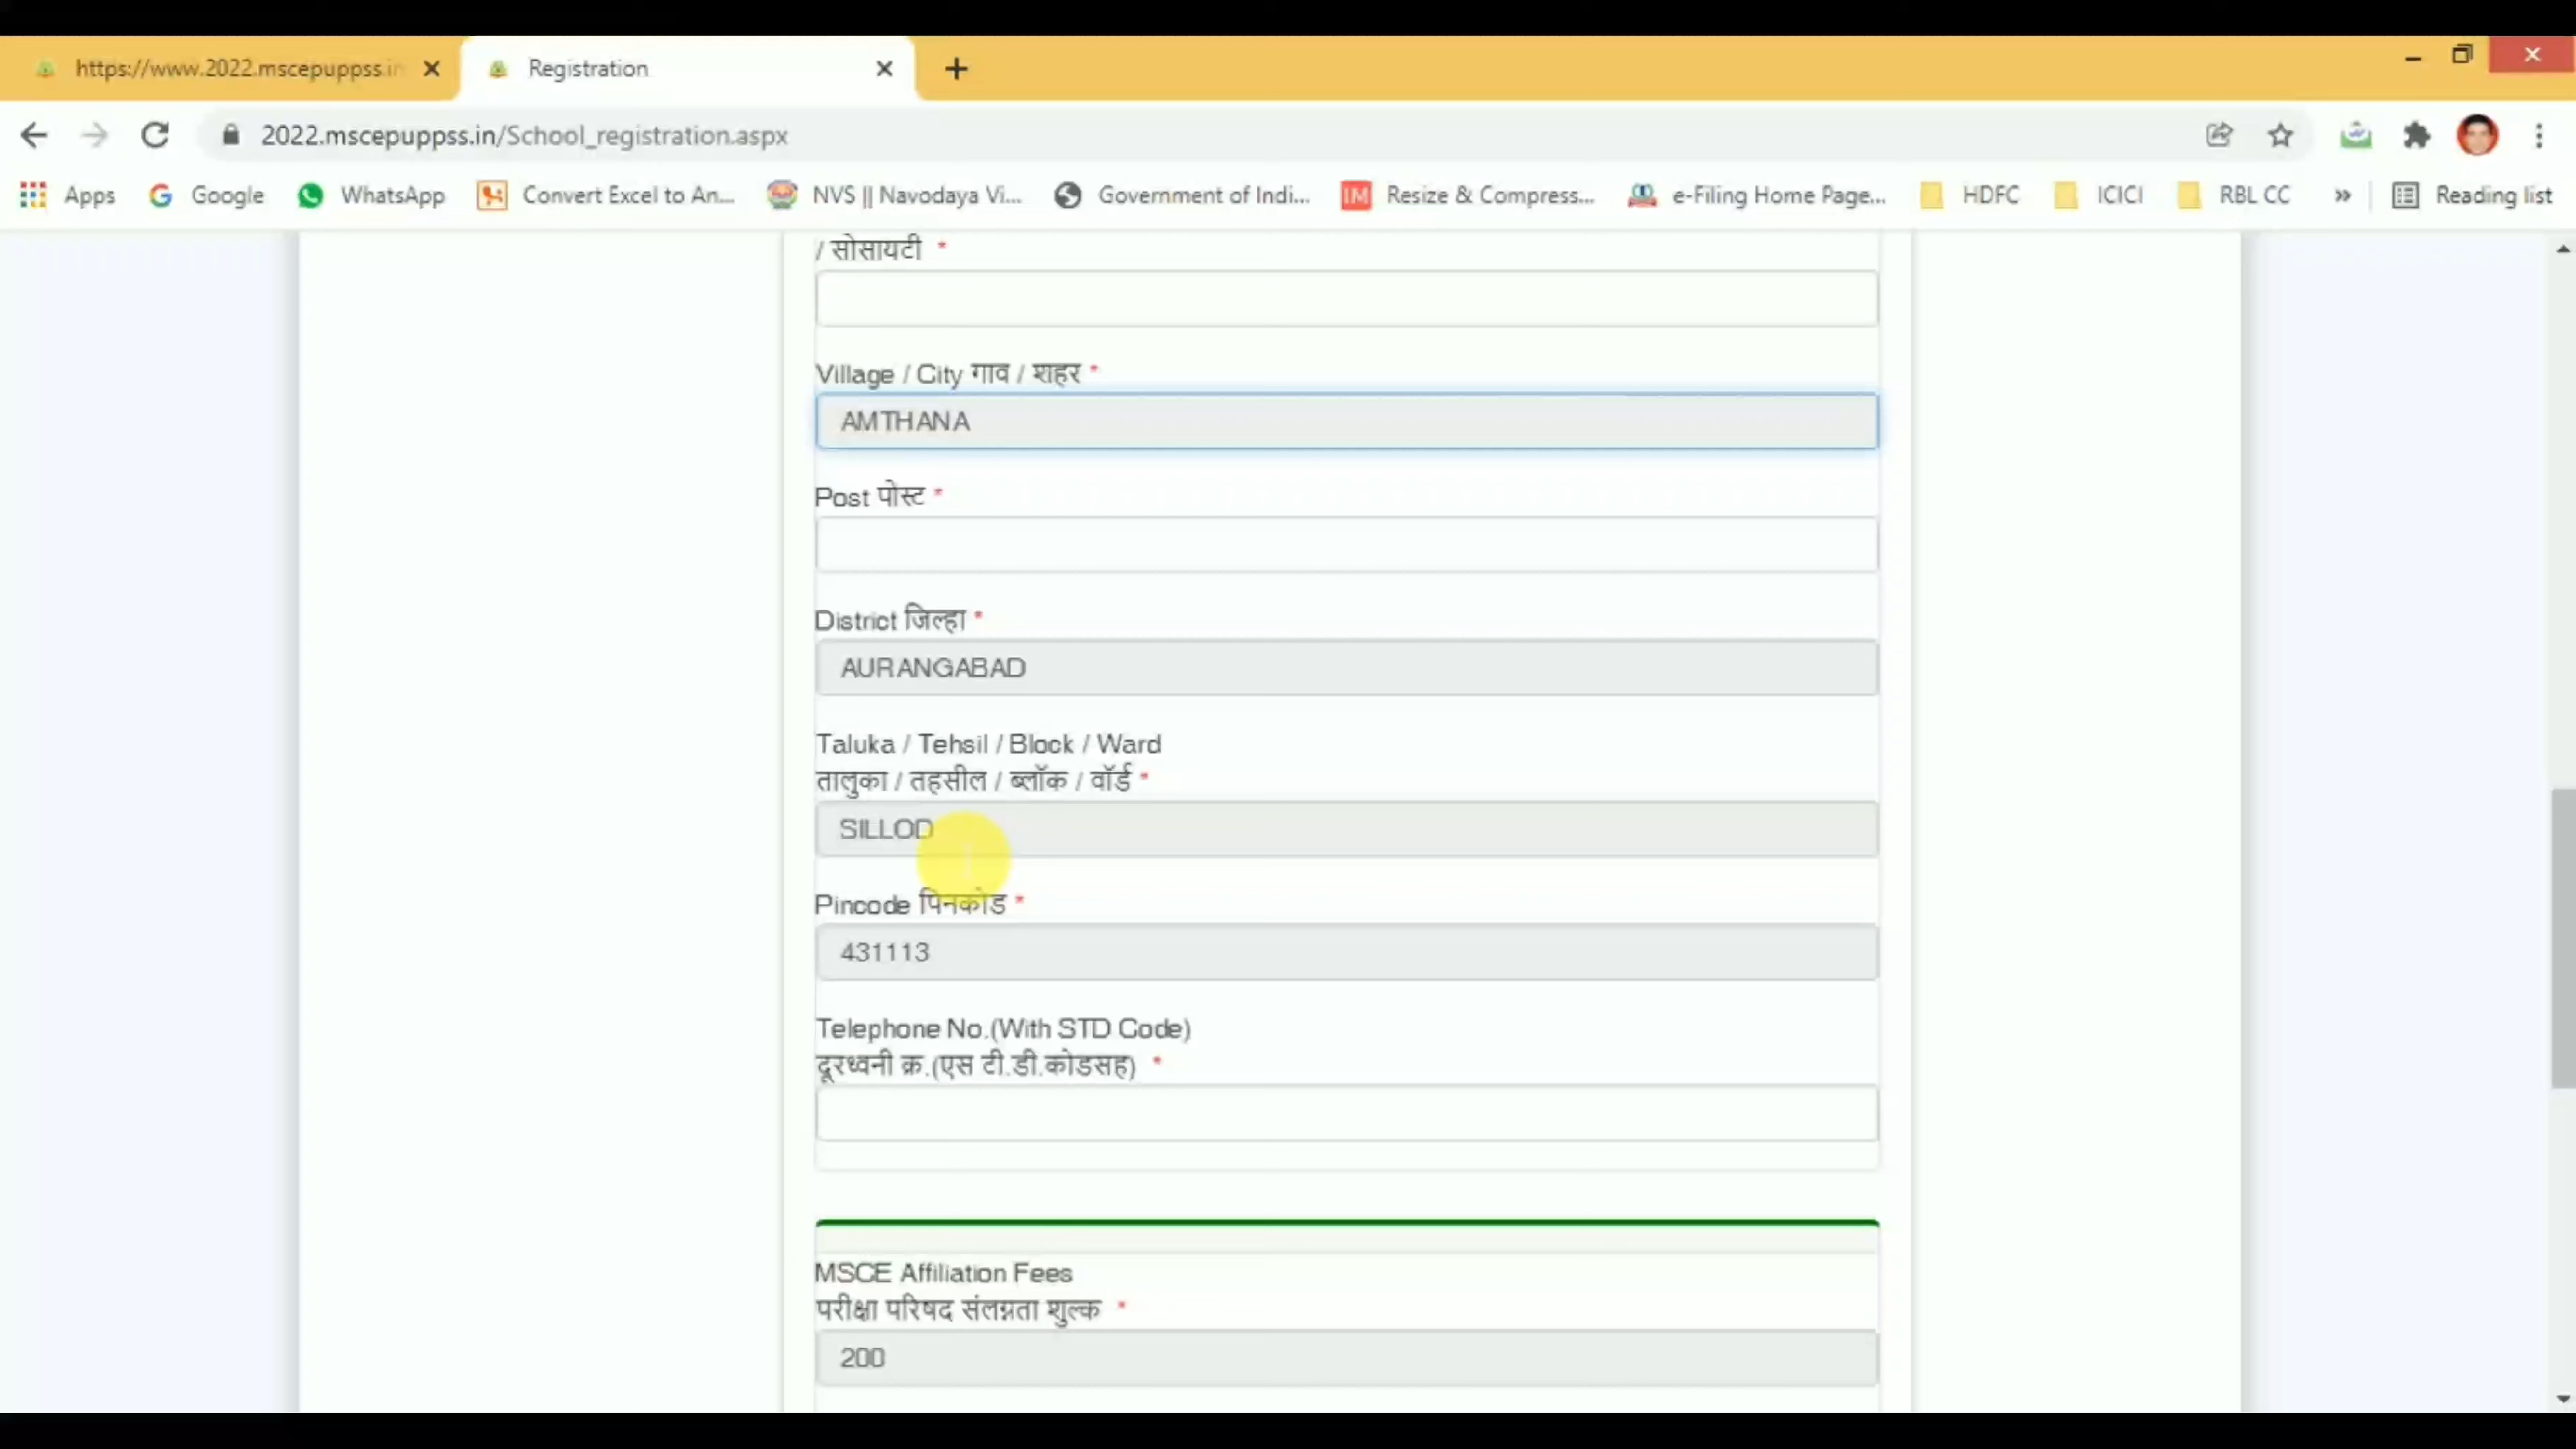 https://www.2022.mscepuppss.in
Registration
2022.mscepuppss.in/School_registration.aspx
Apps Google WhatsApp Convert Excel to An... NVS || Navodaya Vi... Government of Indi... Resize & Compress... e-Filing Home Page... HDFC ICICI RBL CC » Reading list
/ सोसायटी *
Village / City गाव / शहर *
AMTHANA
Post पोस्ट *
District जिल्हा *
AURANGABAD
Taluka / Tehsil / Block / Ward
तालुका / तहसील / ब्लॉक / वॉर्ड *
SILLOD
Pincode पिनकोड *
431113
Telephone No.(With STD Code)
दूरध्वनी क्र.(एस टी.डी.कोडसह) *
MSCE Affiliation Fees
परीक्षा परिषद संलग्नता शुल्क *
200